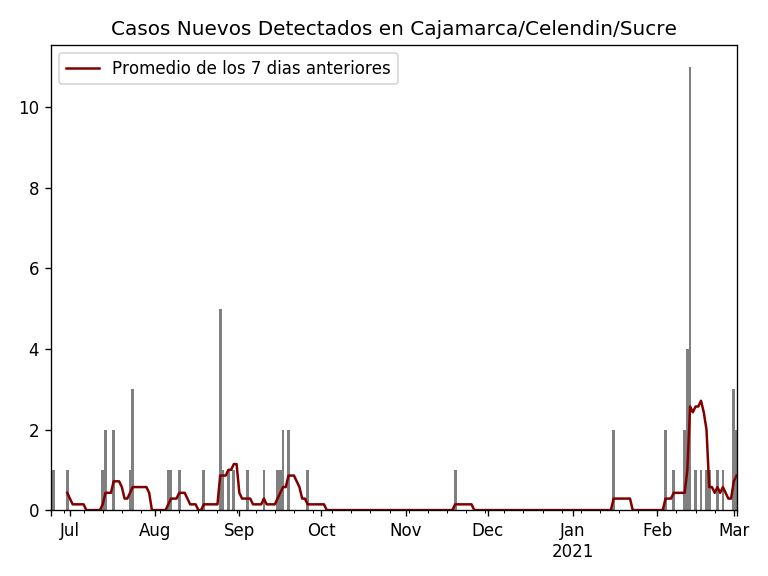 Casos Nuevos Detectados en Cajamarca/Celendin/Sucre
Promedio de los 7 dias anteriores
10
8
6
4
2
0
Jul Aug Sep Oct Nov Dec Jan Feb Mar
2021